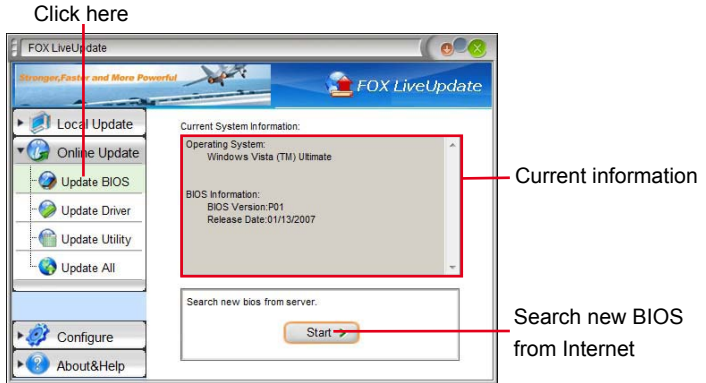 Click here
FOX LiveUpdate
Stronger,Faster and More Powerful
FOX LiveUpdate
Local Update
Online Update
Update BIOS
Update Driver
Update Utility
Update All
Configure
About&Help
Current System Information:
Operating System:
Windows Vista (TM) Ultimate
BIOS Information:
BIOS Version:P01
Release Date:01/13/2007
Search new bios from server.
Start
Current information
Search new BIOS
from Internet